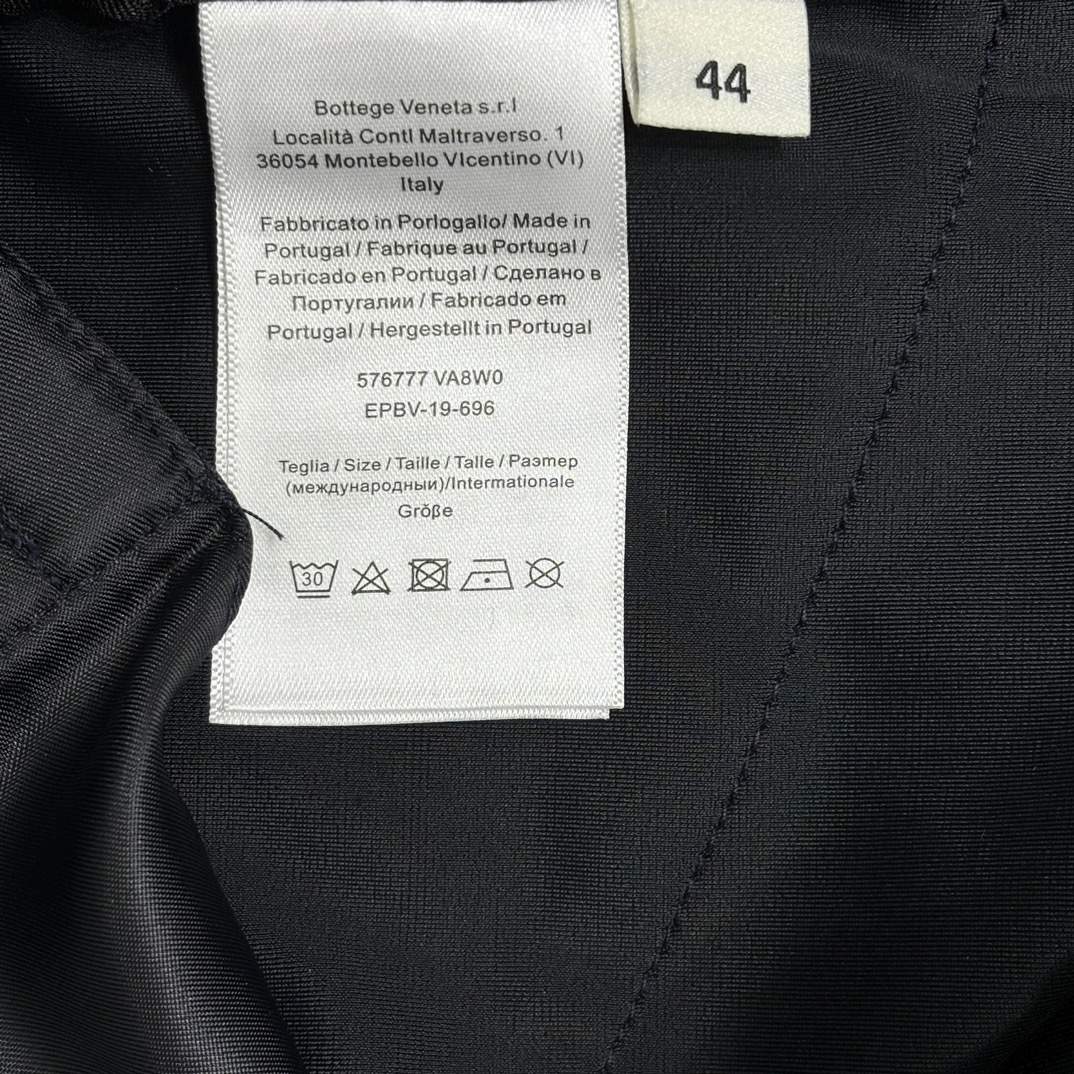 44
Bottege Veneta s.r.l
Località Contl Maltraverso. 1
36054 Montebello VIcentino (VI)
Italy
Fabbricato in Porlogallo/ Made in
Portugal / Fabrique au Portugal /
Fabricado en Portugal / Сделано в
Португалии / Fabricado em
Portugal / Hergestellt in Portugal
576777 VA8W0
EPBV-19-696
Teglia / Size / Taille / Talle / Размер
(международный)/Internationale
Größe
30